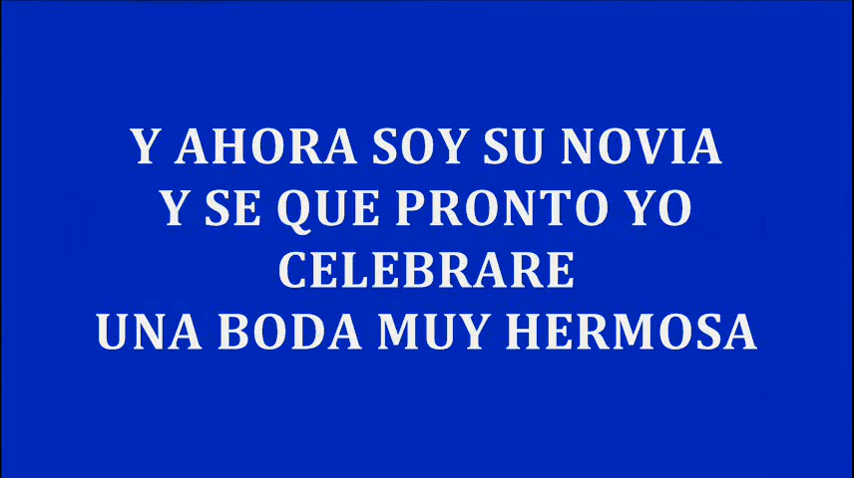 Y AHORA SOY SU NOVIA
Y SE QUE PRONTO YO
CELEBRARE
UNA BODA MUY HERMOSA